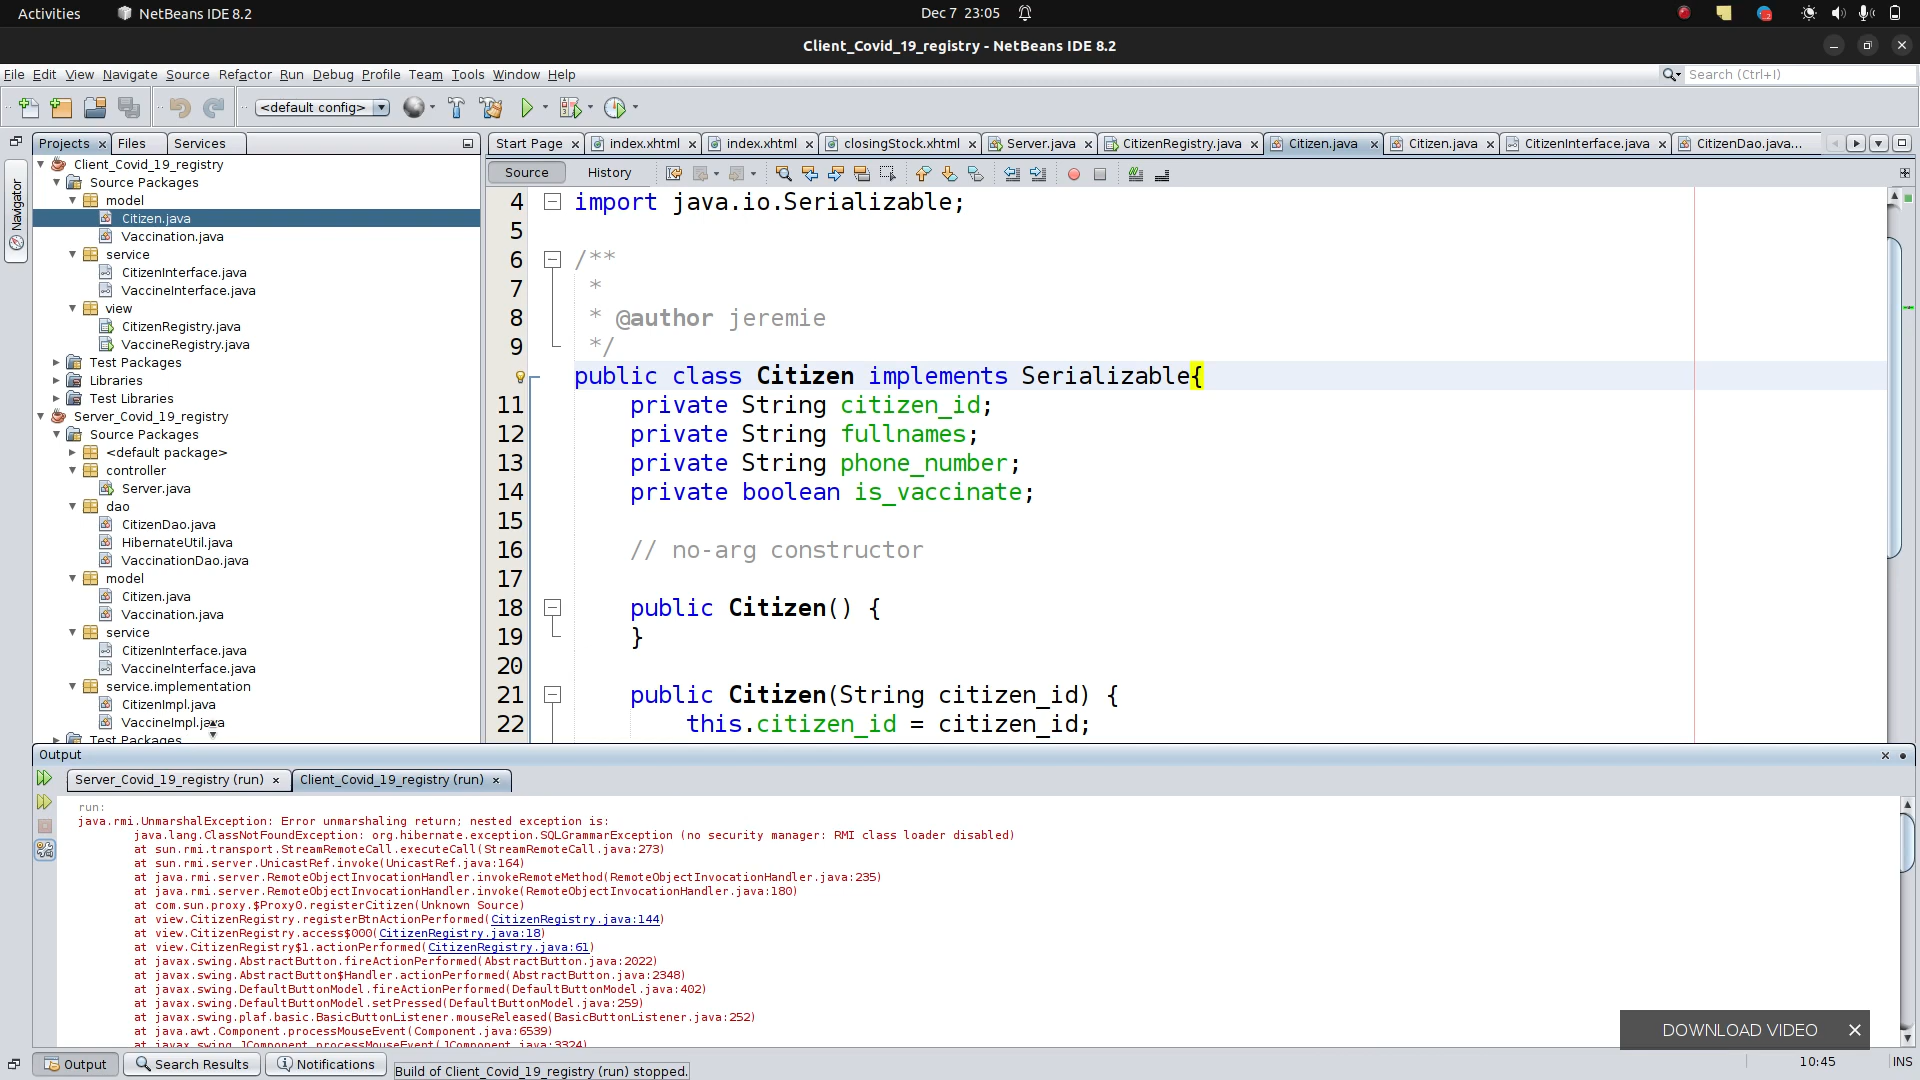 Activities
NetBeans IDE 8.2
Dec 7 23:05
Client_Covid_19_registry - NetBeans IDE 8.2
File Edit View Navigate Source Refactor Run Debug Profile Team Tools Window Help
Search (Ctrl+I)
<default config>
Projects
Files
Services
Start Page
index.xhtml
index.xhtml
closingStock.xhtml
Server.java
CitizenRegistry.java
Citizen.java
Citizen.java
CitizenInterface.java
CitizenDao.java...
Navigator
Source
History
Client_Covid_19_registry
Source Packages
model
Citizen.java
Vaccination.java
service
CitizenInterface.java
VaccineInterface.java
view
CitizenRegistry.java
VaccineRegistry.java
Test Packages
Libraries
Test Libraries
Server_Covid_19_registry
Source Packages
<default package>
controller
Server.java
dao
CitizenDao.java
HibernateUtil.java
VaccinationDao.java
model
Citizen.java
Vaccination.java
service
CitizenInterface.java
VaccineInterface.java
service.implementation
CitizenImpl.java
VaccineImpl.java
Test Packages
4 import java.io.Serializable;
5
6 /**
7 *
8 * @author jeremie
9 */
public class Citizen implements Serializable{
11 private String citizen_id;
12 private String fullnames;
13 private String phone_number;
14 private boolean is_vaccinate;
15
16 // no-arg constructor
17
18 public Citizen() {
19 }
20
21 public Citizen(String citizen_id) {
22 this.citizen_id = citizen_id;
Output
Server_Covid_19_registry (run)
Client_Covid_19_registry (run)
run:
java.rmi.UnmarshalException: Error unmarshaling return; nested exception is:
java.lang.ClassNotFoundException: org.hibernate.exception.SQLGrammarException (no security manager: RMI class loader disabled)
at sun.rmi.transport.StreamRemoteCall.executeCall(StreamRemoteCall.java:273)
at sun.rmi.server.UnicastRef.invoke(UnicastRef.java:164)
at java.rmi.server.RemoteObjectInvocationHandler.invokeRemoteMethod(RemoteObjectInvocationHandler.java:235)
at java.rmi.server.RemoteObjectInvocationHandler.invoke(RemoteObjectInvocationHandler.java:180)
at com.sun.proxy.$Proxy0.registerCitizen(Unknown Source)
at view.CitizenRegistry.registerBtnActionPerformed(CitizenRegistry.java:144)
at view.CitizenRegistry.access$000(CitizenRegistry.java:18)
at view.CitizenRegistry$1.actionPerformed(CitizenRegistry.java:61)
at javax.swing.AbstractButton.fireActionPerformed(AbstractButton.java:2022)
at javax.swing.AbstractButton$Handler.actionPerformed(AbstractButton.java:2348)
at javax.swing.DefaultButtonModel.fireActionPerformed(DefaultButtonModel.java:402)
at javax.swing.DefaultButtonModel.setPressed(DefaultButtonModel.java:259)
at javax.swing.plaf.basic.BasicButtonListener.mouseReleased(BasicButtonListener.java:252)
at java.awt.Component.processMouseEvent(Component.java:6539)
at javax.swing.JComponent.processMouseEvent(JComponent.java:3324)
DOWNLOAD VIDEO
Output
Search Results
Notifications
Build of Client_Covid_19_registry (run) stopped.
10:45
INS